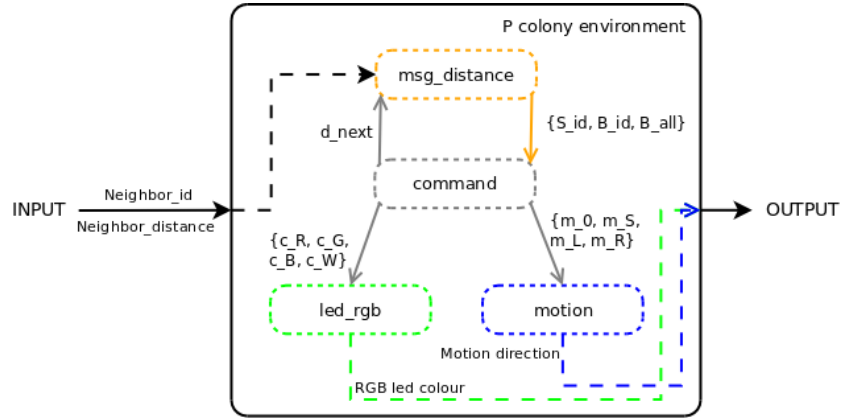 P colony environment
msg_distance
d_next
{S_id, B_id, B_all}
command
Neighbor_id
INPUT
OUTPUT
Neighbor_distance
{c_R, c_G,
c_B, c_W}
{m_0, m_S,
m_L, m_R}
led_rgb
motion
Motion direction
RGB led colour